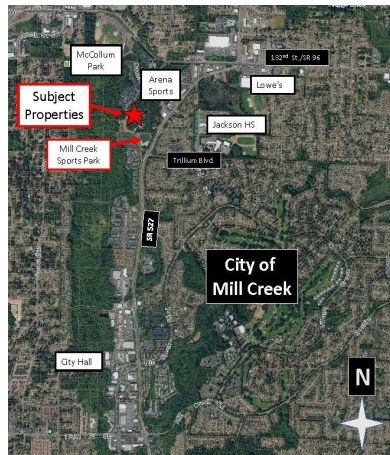 McCollum
Park
132nd St./SR 96
Arena
Sports
Lowe's
Subject
Properties
Jackson HS
Mill Creek
Sports Park
Trillium Blvd.
SR 527
City of
Mill Creek
City Hall
N